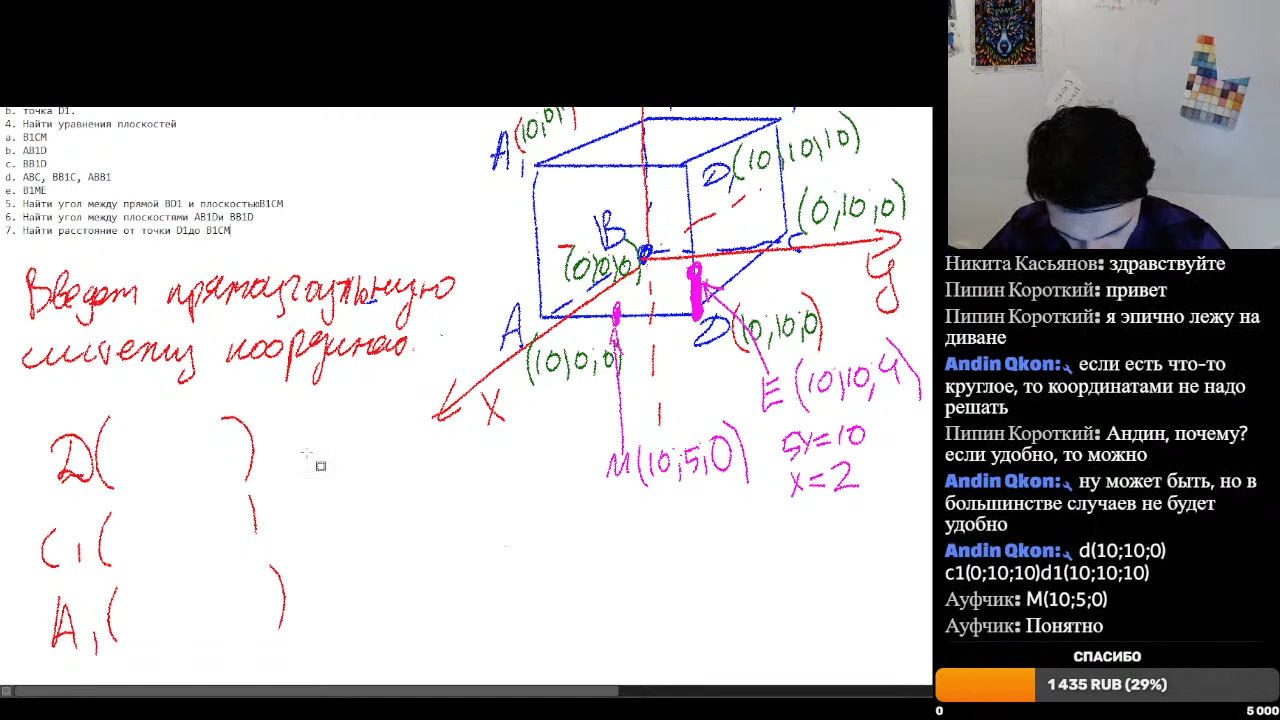 b. точка D1.
4. Найти уравнения плоскостей
a. B1CM
b. AB1D
c. BB1D
d. ABC, BB1C, ABB1
e. B1ME
5. Найти угол между прямой BD1 и плоскостьюB1CM
6. Найти угол между плоскостями AB1Dи BB1D
7. Найти расстояние от точки D1до B1CM
Введем прямоугольную
систему координат.
D( )
C1( )
A1( )
A1
(10;0;
D1(10;10;10)
(0;10;0)
B
(0;0;0)
C
y
A
(10;0;0)
D(10;10;0)
X
E(10;10;4)
M(10;5;0)
5x=10
x=2
Никита Касьянов: здравствуйте
Пипин Короткий: привет
Пипин Короткий: я эпично лежу на
диване
Andin Qkon: если есть что-то
круглое, то координатами не надо
решать
Пипин Короткий: Андин, почему?
если удобно, то можно
Andin Qkon: ну может быть, но в
большинстве случаев не будет
удобно
Andin Qkon: d(10;10;0)
c1(0;10;10)d1(10;10;10)
Ауфчик: M(10;5;0)
Ауфчик: Понятно
СПАСИБО
1 435 RUB (29%)
0 5 000